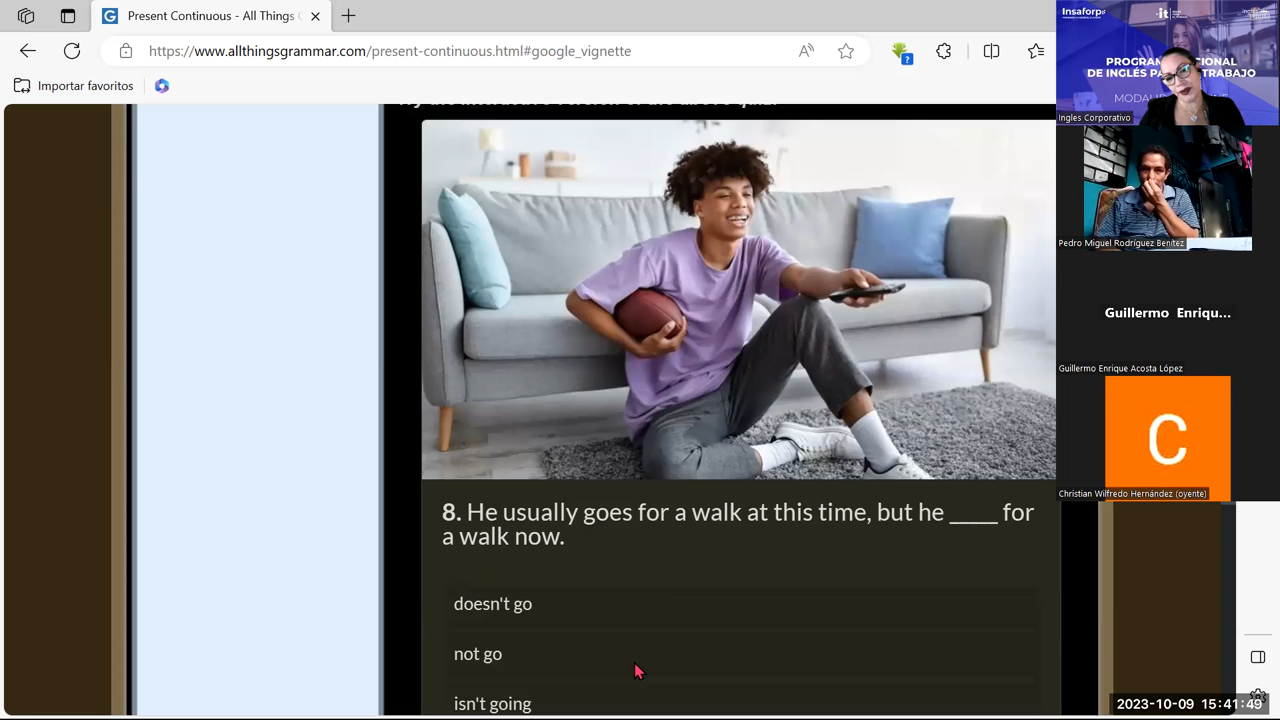 Present Continuous - All Things G
https://www.allthingsgrammar.com/present-continuous.html#google_vignette
Importar favoritos
8. He usually goes for a walk at this time, but he _____ for
a walk now.
doesn't go
not go
isn't going
Insaforp
it
DE INGLÉS
TRABAJO
Ingles Corporativo
Pedro Miguel Rodríguez Benítez
Guillermo Enriqu...
Guillermo Enrique Acosta López
C
Christian Wilfredo Hernández (oyente)
2023-10-09 15:41:49